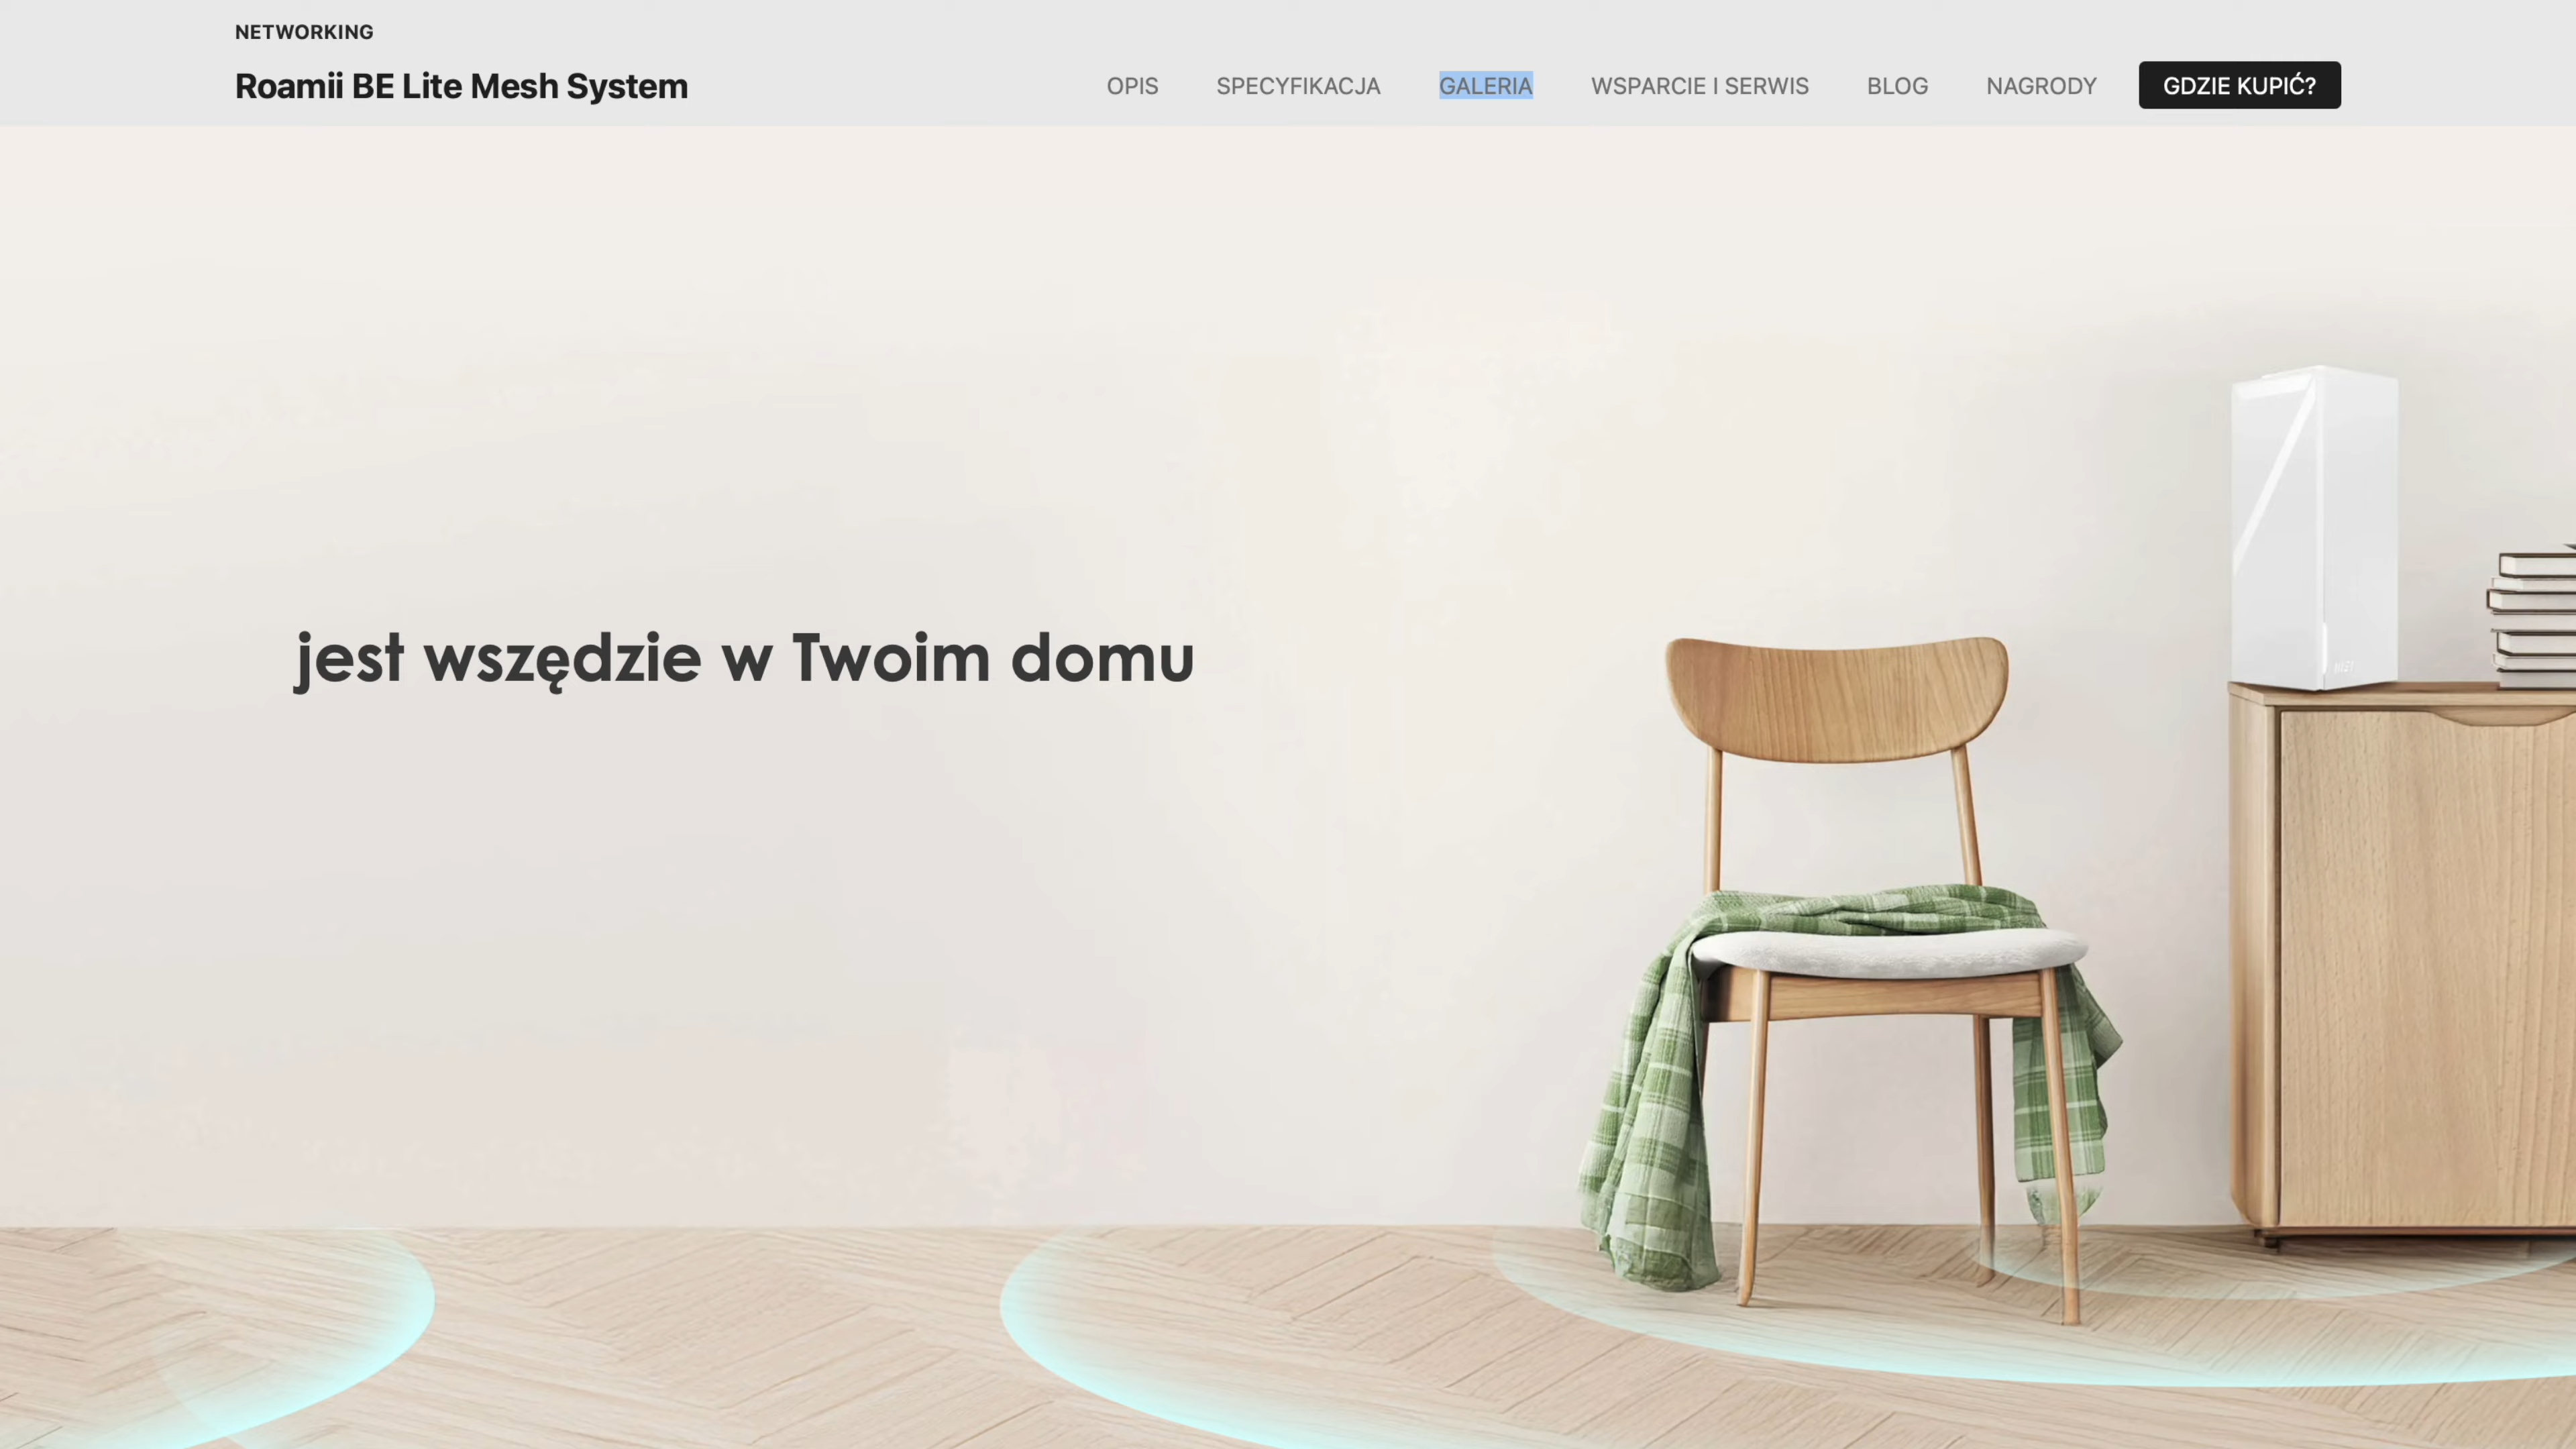 NETWORKING
Roamii BE Lite Mesh System
OPIS SPECYFIKACJA GALERIA WSPARCIE I SERWIS BLOG NAGRODY GDZIE KUPIĆ?
jest wszędzie w Twoim domu